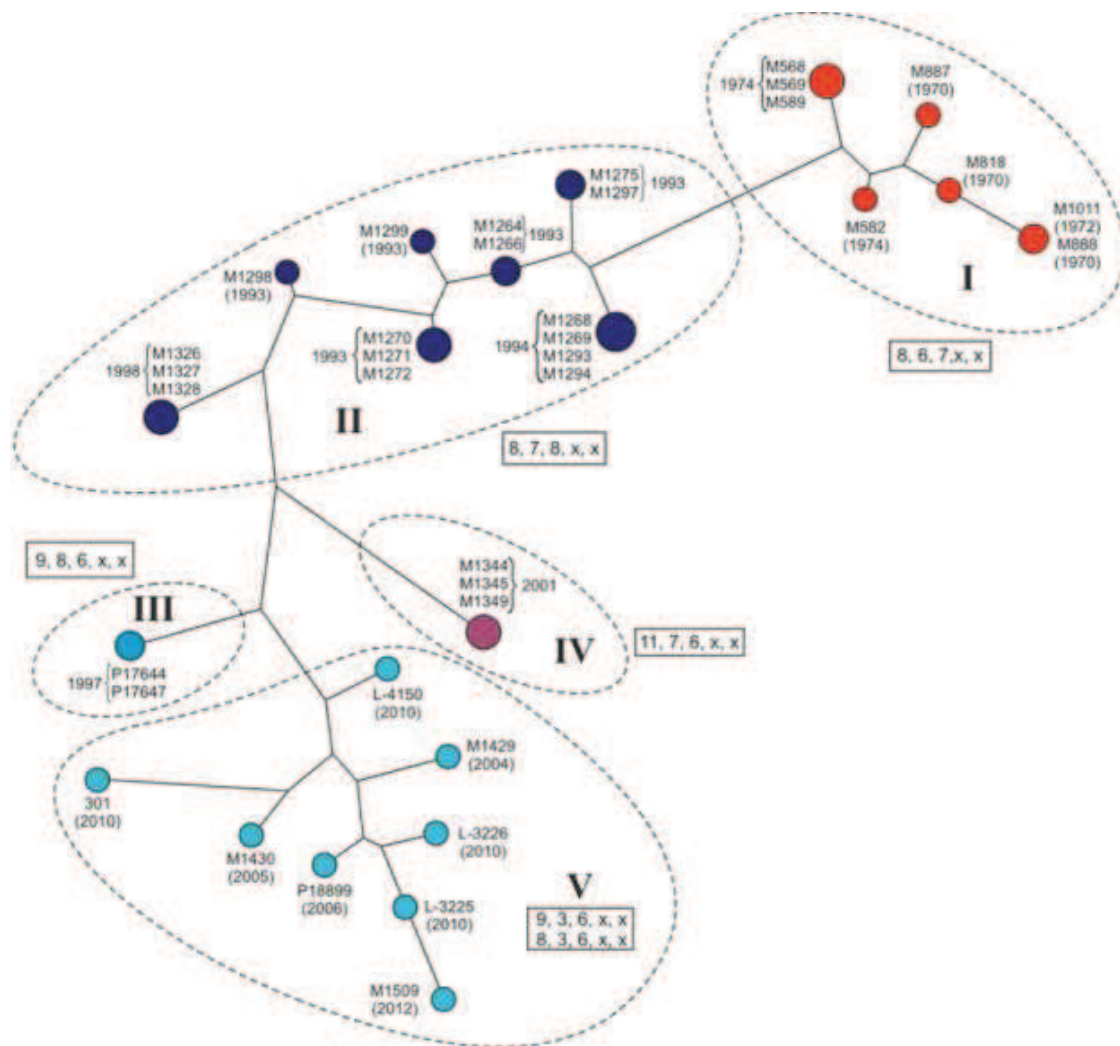 M568
1974 M569
M589
M887
(1970)
M818
(1970)
M1011
(1972)
M888
(1970)
M582
(1974)
I
8, 6, 7,x, x
M1275
M1297 1993
M1264
M1266 1993
M1299
(1993)
M1298
(1993)
M1268
1994 M1269
M1293
M1294
M1270
1993 M1271
M1272
M1326
1998 M1327
M1328
II
8, 7, 8, x, x
9, 8, 6, x, x
III
P17644
1997 P17647
M1344
M1345 2001
M1349
IV
11, 7, 6, x, x
L-4150
(2010)
M1429
(2004)
301
(2010)
M1430
(2005)
L-3226
(2010)
P18899
(2006)
L-3225
(2010)
V
9, 3, 6, x, x
8, 3, 6, x, x
M1509
(2012)